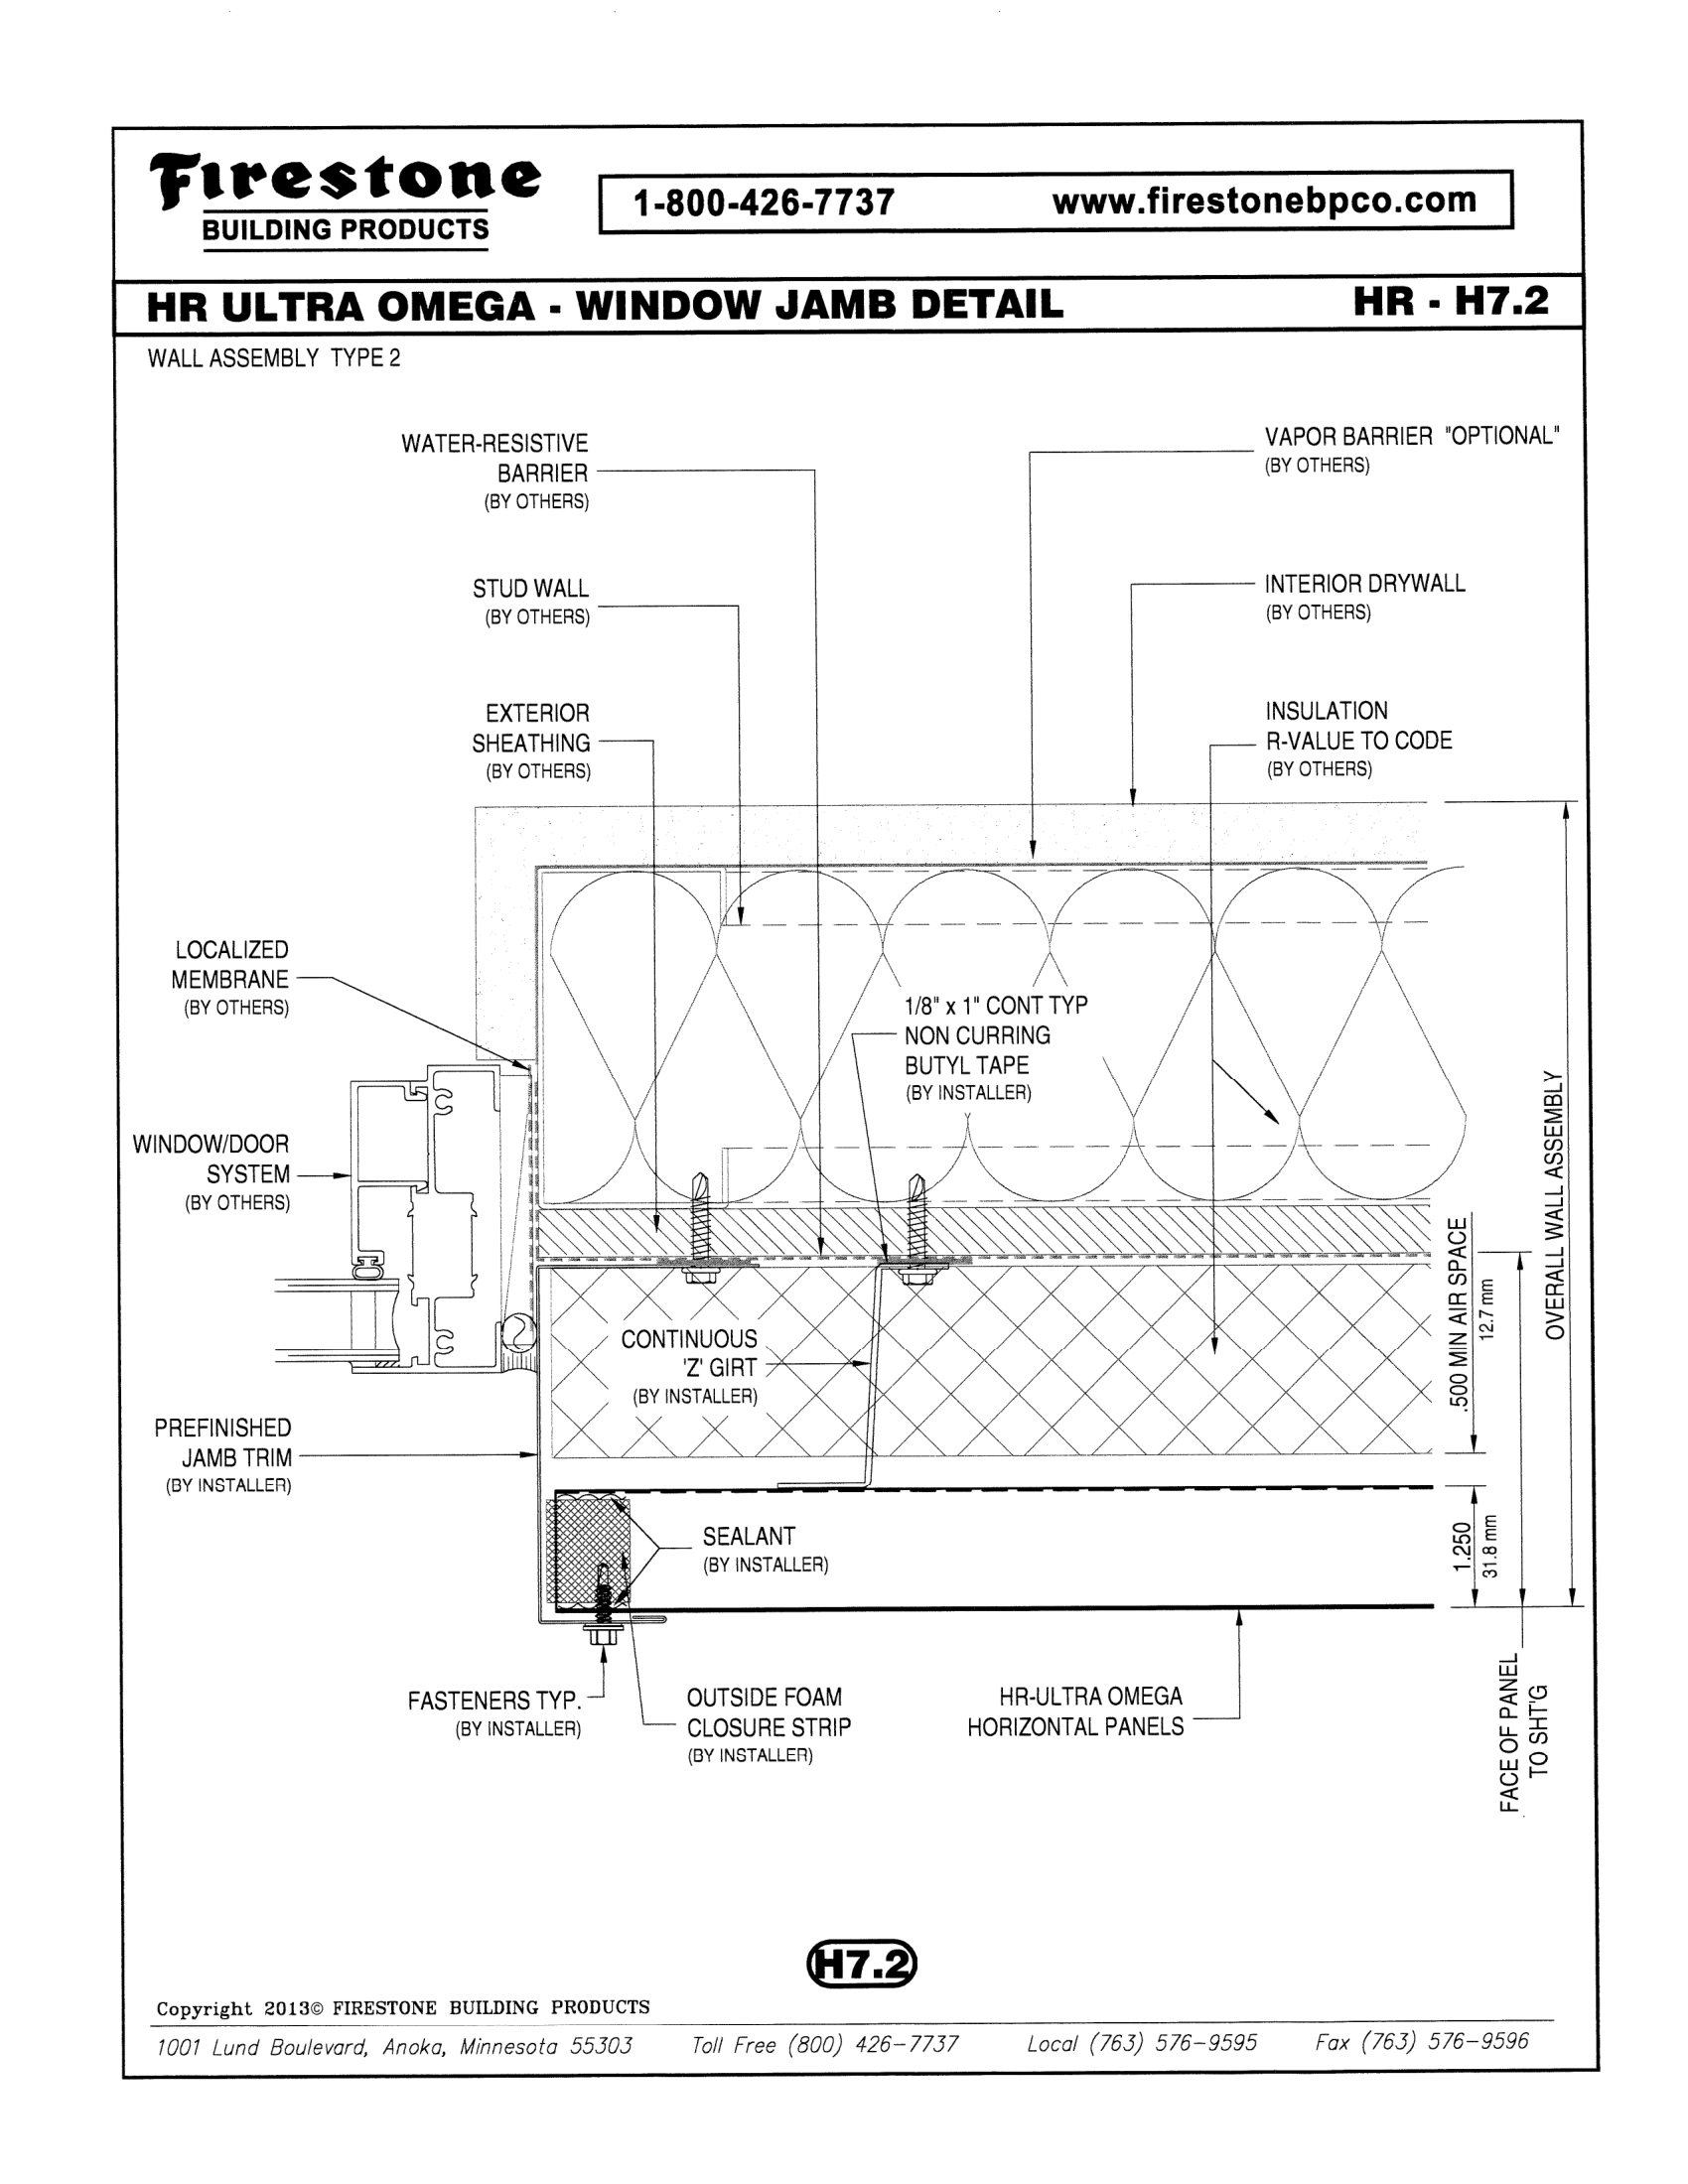 Firestone
BUILDING PRODUCTS
1-800-426-7737 www.firestonebpco.com
HR ULTRA OMEGA - WINDOW JAMB DETAIL HR - H7.2
WALL ASSEMBLY TYPE 2
WATER-RESISTIVE
BARRIER
(BY OTHERS)
VAPOR BARRIER "OPTIONAL"
(BY OTHERS)
STUD WALL
(BY OTHERS)
INTERIOR DRYWALL
(BY OTHERS)
EXTERIOR
SHEATHING
(BY OTHERS)
INSULATION
R-VALUE TO CODE
(BY OTHERS)
LOCALIZED
MEMBRANE
(BY OTHERS)
1/8" x 1" CONT TYP
NON CURRING
BUTYL TAPE
(BY INSTALLER)
WINDOW/DOOR
SYSTEM
(BY OTHERS)
OVERALL WALL ASSEMBLY
.500 MIN AIR SPACE
12.7 mm
CONTINUOUS
'Z' GIRT
(BY INSTALLER)
PREFINISHED
JAMB TRIM
(BY INSTALLER)
SEALANT
(BY INSTALLER)
1.250
31.8 mm
FASTENERS TYP.
(BY INSTALLER)
OUTSIDE FOAM
CLOSURE STRIP
(BY INSTALLER)
HR-ULTRA OMEGA
HORIZONTAL PANELS
FACE OF PANEL
TO SHT'G
H7.2
Copyright 2013© FIRESTONE BUILDING PRODUCTS
1001 Lund Boulevard, Anoka, Minnesota 55303 Toll Free (800) 426-7737 Local (763) 576-9595 Fax (763) 576-9596